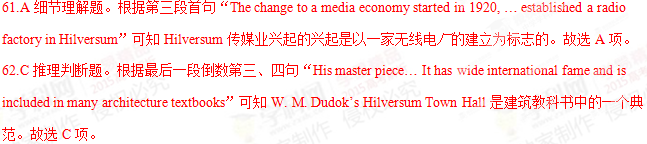 61.A 细节理解题。根据第三段首句“The change to a media economy started in 1920, … established a radio
factory in Hilversum”可知 Hilversum 传媒业兴起的兴起是以一家无线电厂的建立为标志的。故选 A 项。
62.C 推理判断题。根据最后一段倒数第三、四句“His master piece… It has wide international fame and is
included in many architecture textbooks”可知 W. M. Dudok’s Hilversum Town Hall 是建筑教科书中的一个典
范。故选 C 项。